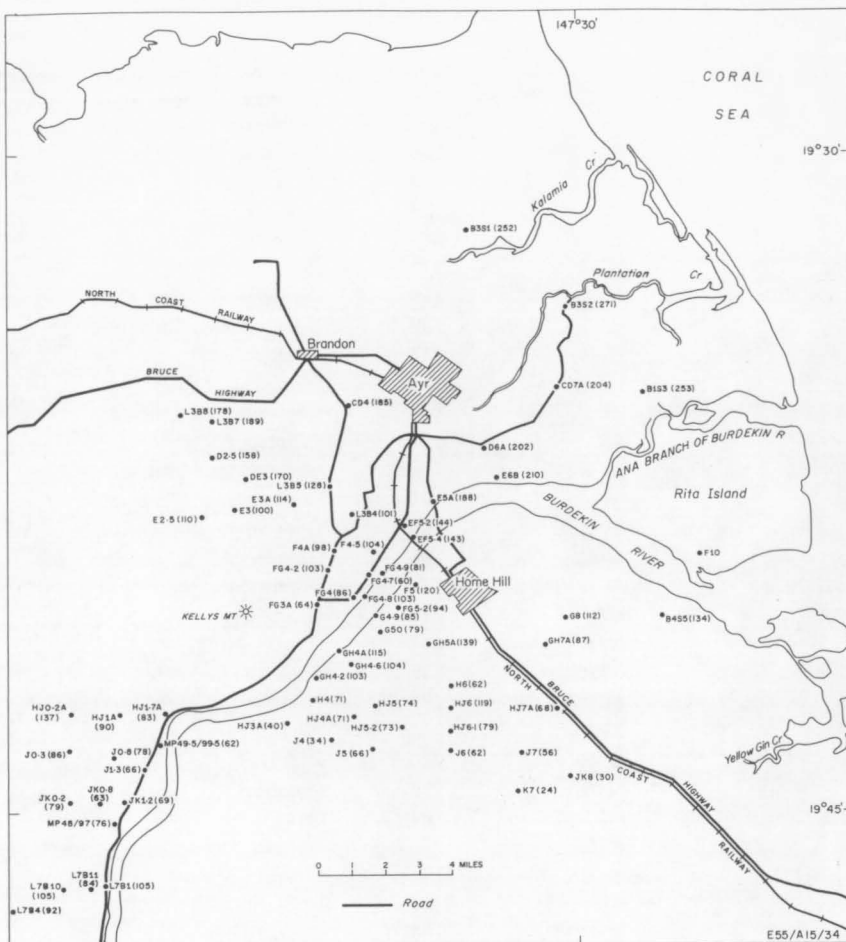 147°30'
CORAL
SEA
19°30'
Kalamia Cr
B3S1 (252)
Plantation Cr
B3S2 (271)
NORTH COAST RAILWAY
Brandon
BRUCE HIGHWAY
Ayr
CD7A (204)
B1S3 (253)
CD4 (185)
L3B8 (178)
L3B7 (189)
D6A (202)
ANA BRANCH OF BURDEKIN R
D2-5 (158)
DE3 (170)
L3B5 (128)
E6B (210)
Rita Island
E3A (114)
E5A (188)
BURDEKIN RIVER
E3 (100)
E2-5 (110)
L3B4 (101)
EF5-2 (144)
EF5-4 (143)
F4A (98)
F4-5 (104)
F10
FG4-2 (103)
FG4-9 (81)
FG4-7 (60)
Home Hill
F5 (120)
FG4 (86)
FG4-8 (103)
FG3A (64)
KELLYS MT
FG5-2 (94)
G4-9 (85)
G8 (112)
B4S5 (134)
G50 (79)
GH5A (139)
GH7A (87)
GH4A (115)
GH4-6 (104)
GH4-2 (103)
H6 (62)
NORTH COAST RAILWAY
BRUCE HIGHWAY
H4 (71)
HJ5 (74)
HJ6 (119)
HJ7A (68)
HJ0-2A
(137)
HJ1A
(90)
HJ1-7A
(83)
HJ3A (40)
HJ4A (71)
HJ5-2 (73)
HJ6-1 (79)
J4 (34)
MP49-5/99-5 (62)
J5 (66)
J6 (62)
J7 (56)
Yellow Gin Cr
J0-3 (86)
J0-8 (78)
J1-3 (66)
JK8 (30)
K7 (24)
JK0-2
(79)
JK0-8
(63)
JK1-2 (69)
19°45'
MP48/97 (76)
L7B10
(105)
L7B11
(84)
L7B1 (105)
L7B4 (92)
0 2 4 MILES
Road
E55/A15/34